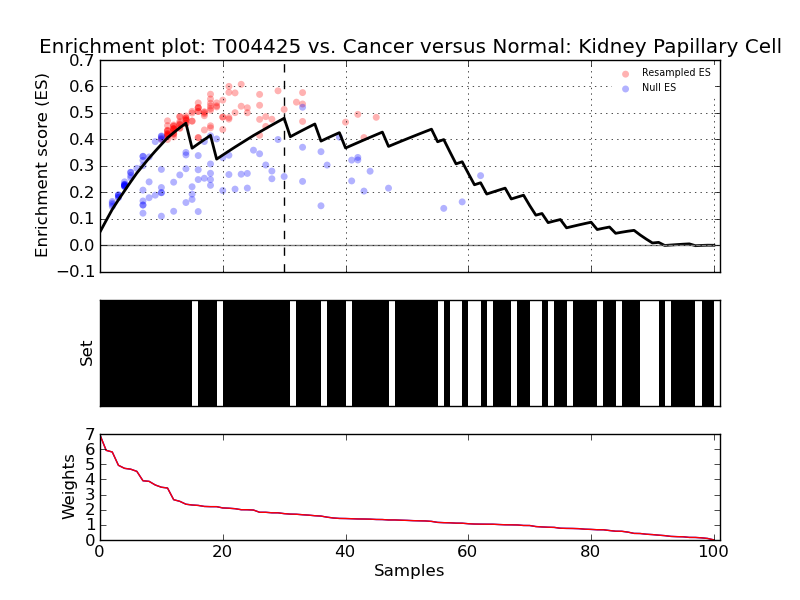 Enrichment plot: T004425 vs. Cancer versus Normal: Kidney Papillary Cell
Enrichment score (ES)
0.7
0.6
0.5
0.4
0.3
0.2
0.1
0.0
−0.1
Resampled ES
Null ES
Set
Weights
7
6
5
4
3
2
1
0
0 20 40 60 80 100
Samples